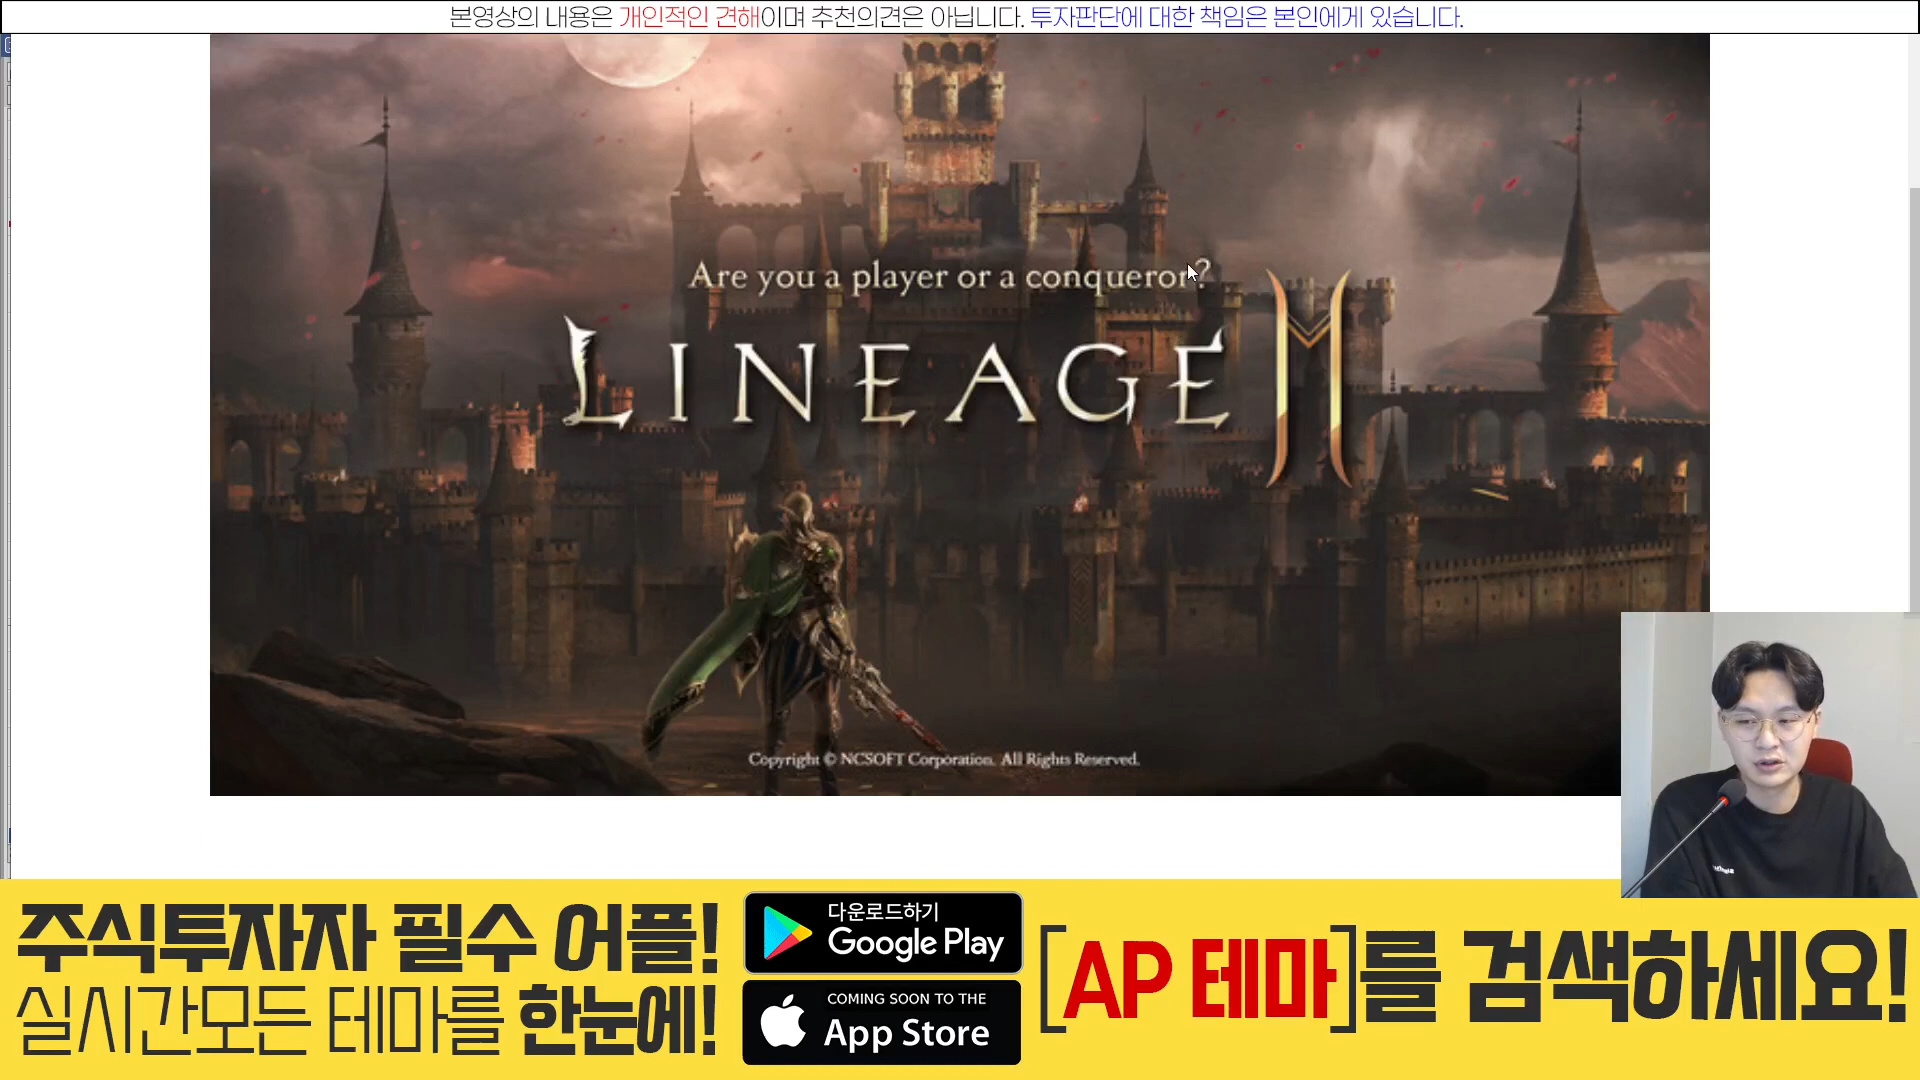 본영상의 내용은 개인적인 견해이며 추천의견은 아닙니다. 투자판단에 대한 책임은 본인에게 있습니다.
Are you a player or a conqueror?
LINEAGE M
Copyright © NCSOFT Corporation. All Rights Reserved.
주식투자자 필수 어플!
실시간모든 테마를 한눈에!
다운로드하기
Google Play
COMING SOON TO THE
App Store
[AP 테마]를 검색하세요!